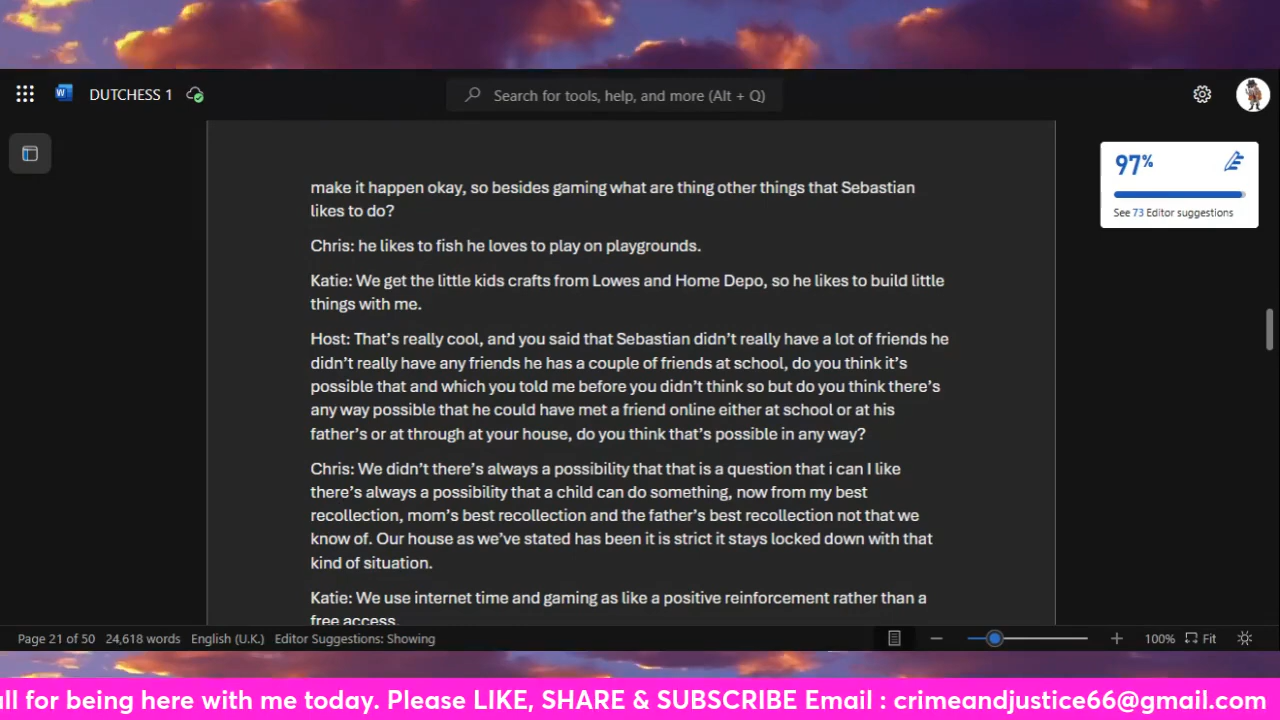 DUTCHESS 1
Search for tools, help, and more (Alt + Q)
97%
See 73 Editor suggestions
make it happen okay, so besides gaming what are thing other things that Sebastian
likes to do?
Chris: he likes to fish he loves to play on playgrounds.
Katie: We get the little kids crafts from Lowes and Home Depo, so he likes to build little
things with me.
Host: That's really cool, and you said that Sebastian didn't really have a lot of friends he
didn't really have any friends he has a couple of friends at school, do you think it's
possible that and which you told me before you didn't think so but do you think there's
any way possible that he could have met a friend online either at school or at his
father's or at through at your house, do you think that's possible in any way?
Chris: We didn't there's always a possibility that that is a question that i can I like
there's always a possibility that a child can do something, now from my best
recollection, mom's best recollection and the father's best recollection not that we
know of. Our house as we've stated has been it is strict it stays locked down with that
kind of situation.
Katie: We use internet time and gaming as like a positive reinforcement rather than a
free access.
Page 21 of 50 24,618 words English (U.K.) Editor Suggestions: Showing
100% Fit
all for being here with me today. Please LIKE, SHARE & SUBSCRIBE Email : crimeandjustice66@gmail.com